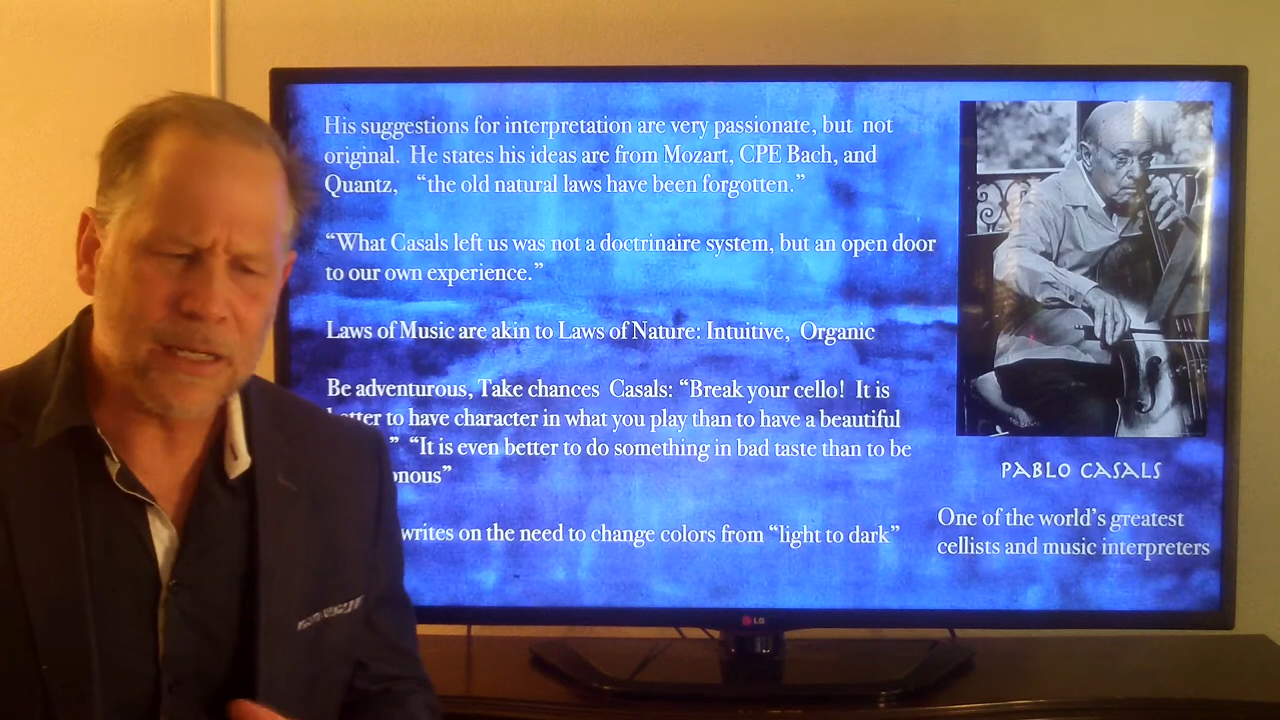 His suggestions for interpretation are very passionate, but not
original. He states his ideas are from Mozart, CPE Bach, and
Quantz, “the old natural laws have been forgotten.”
“What Casals left us was not a doctrinaire system, but an open door
to our own experience.”
Laws of Music are akin to Laws of Nature: Intuitive, Organic
Be adventurous, Take chances Casals: “Break your cello! It is
to have character in what you play than to have a beautiful
” “It is even better to do something in bad taste than to be
onous”
writes on the need to change colors from “light to dark”
PABLO CASALS
One of the world’s greatest
cellists and music interpreters
LG